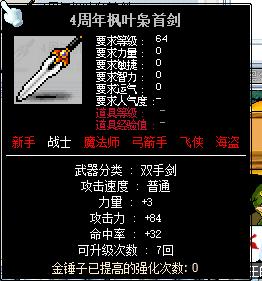 4周年枫叶枭首剑
要求等级： 64
要求力量： 0
要求敏捷： 0
要求智力： 0
要求运气： 0
要求人气度： -
道具等级： -
道具经验值： -
新手 战士 魔法师 弓箭手 飞侠 海盗
武器分类 : 双手剑
攻击速度 : 普通
力量 : +3
攻击力 : +84
命中率 : +32
可升级次数 : 7回
金锤子已提高的强化次数: 0